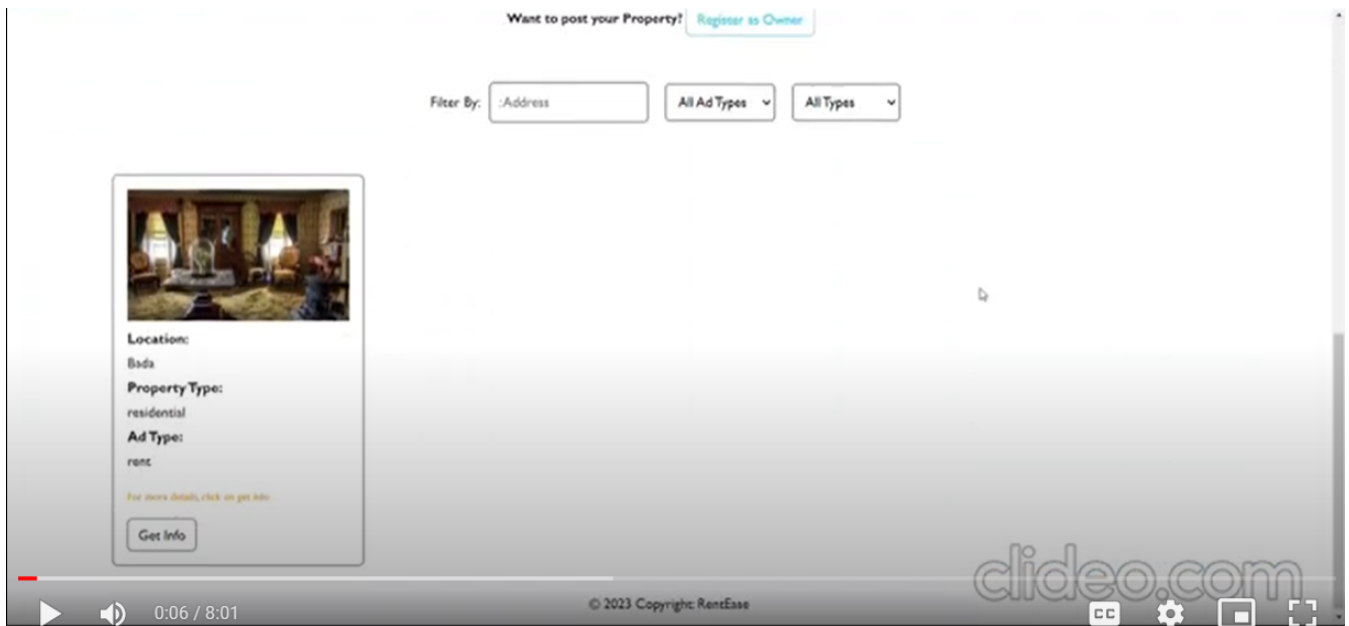 Want to post your Property? Register as Owner
Filter By: :Address All Ad Types All Types
Location:
Bada
Property Type:
residential
Ad Type:
rent
For more details, click on get info
Get Info
clideo.com
© 2023 Copyright: RentEase
0:06 / 8:01 CC